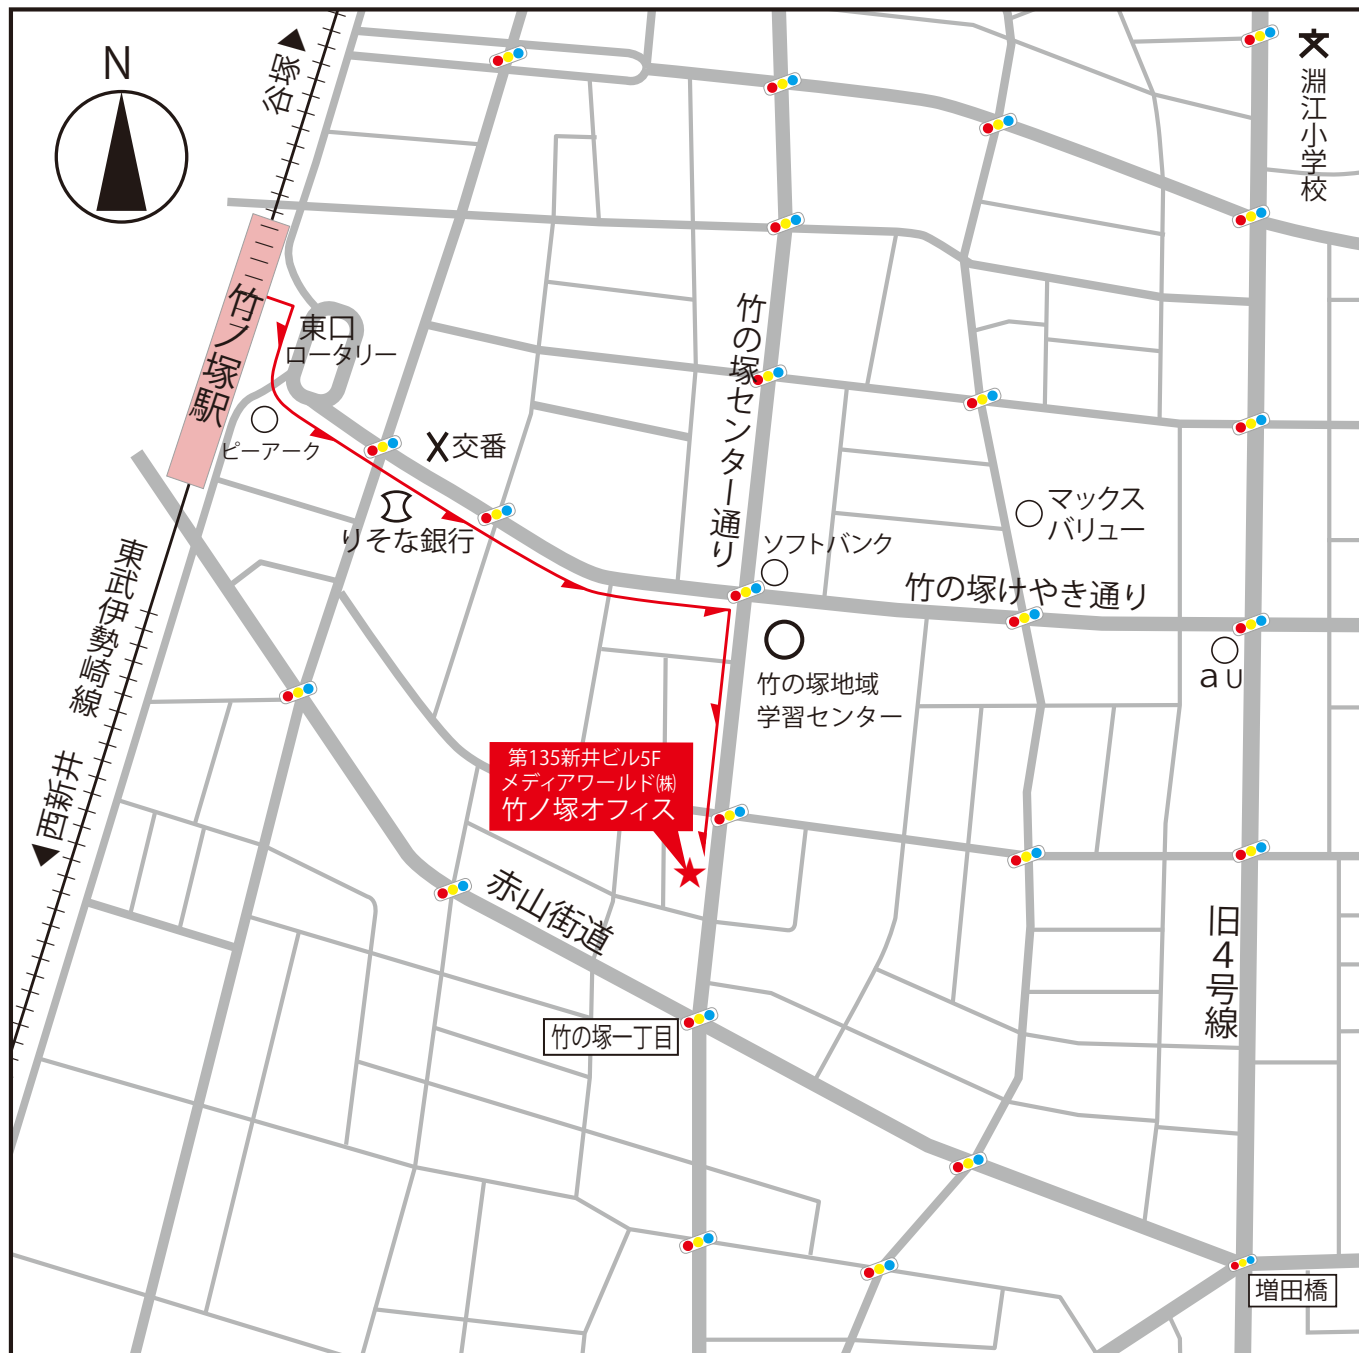 N
谷塚
文
淵江小学校
竹ノ塚駅
東口
ロータリー
ピーアーク
交番
りそな銀行
竹の塚センター通り
マックス
バリュー
ソフトバンク
竹の塚けやき通り
竹の塚地域
学習センター
aU
東武伊勢崎線
西新井
第135新井ビル5F
メディアワールド㈱
竹ノ塚オフィス
赤山街道
旧4号線
竹の塚一丁目
増田橋